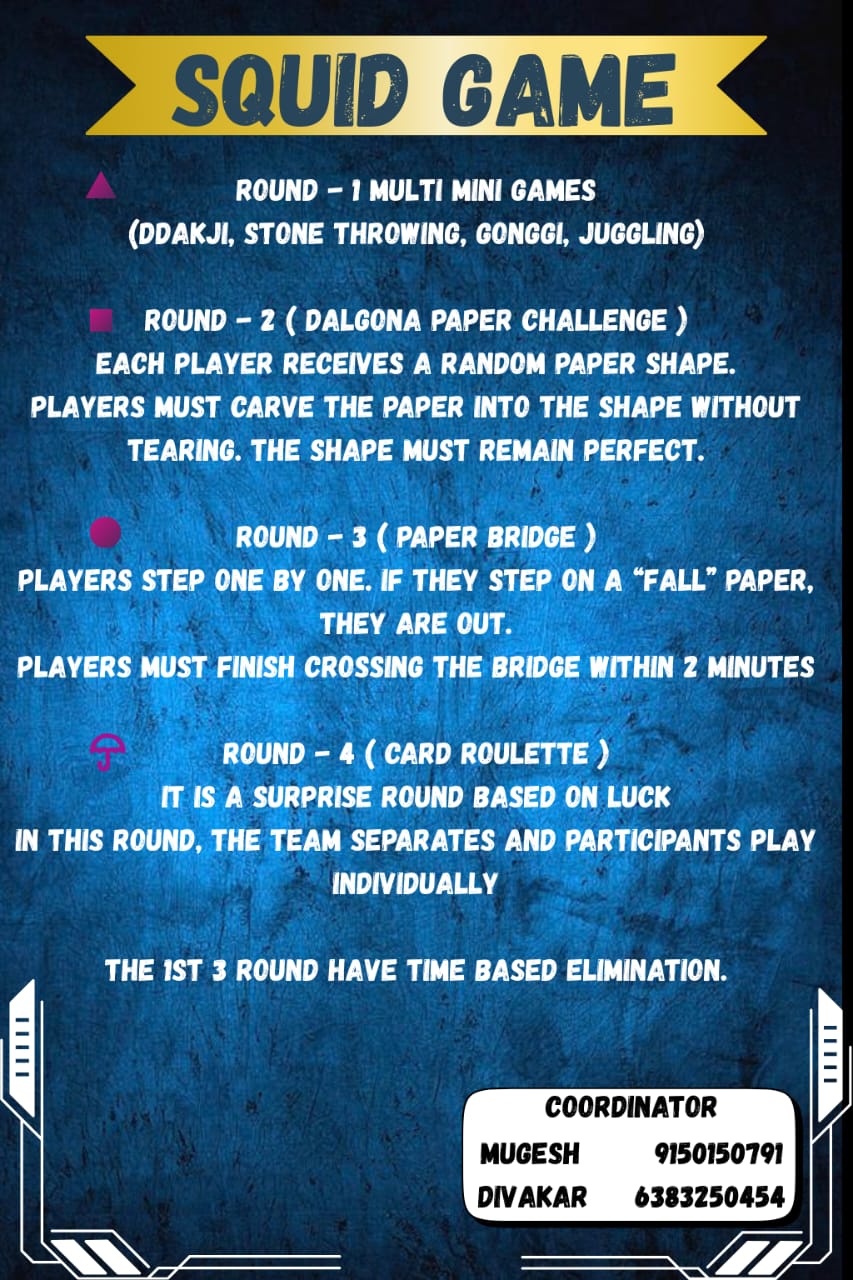 SQUID GAME
ROUND - 1 MULTI MINI GAMES
(DDAKJI, STONE THROWING, GONGGI, JUGGLING)
ROUND - 2 ( DALGONA PAPER CHALLENGE )
EACH PLAYER RECEIVES A RANDOM PAPER SHAPE.
PLAYERS MUST CARVE THE PAPER INTO THE SHAPE WITHOUT
TEARING. THE SHAPE MUST REMAIN PERFECT.
ROUND - 3 ( PAPER BRIDGE )
PLAYERS STEP ONE BY ONE. IF THEY STEP ON A “FALL” PAPER,
THEY ARE OUT.
PLAYERS MUST FINISH CROSSING THE BRIDGE WITHIN 2 MINUTES
ROUND - 4 ( CARD ROULETTE )
IT IS A SURPRISE ROUND BASED ON LUCK
IN THIS ROUND, THE TEAM SEPARATES AND PARTICIPANTS PLAY
INDIVIDUALLY
THE 1ST 3 ROUND HAVE TIME BASED ELIMINATION.
COORDINATOR
MUGESH 9150150791
DIVAKAR 6383250454